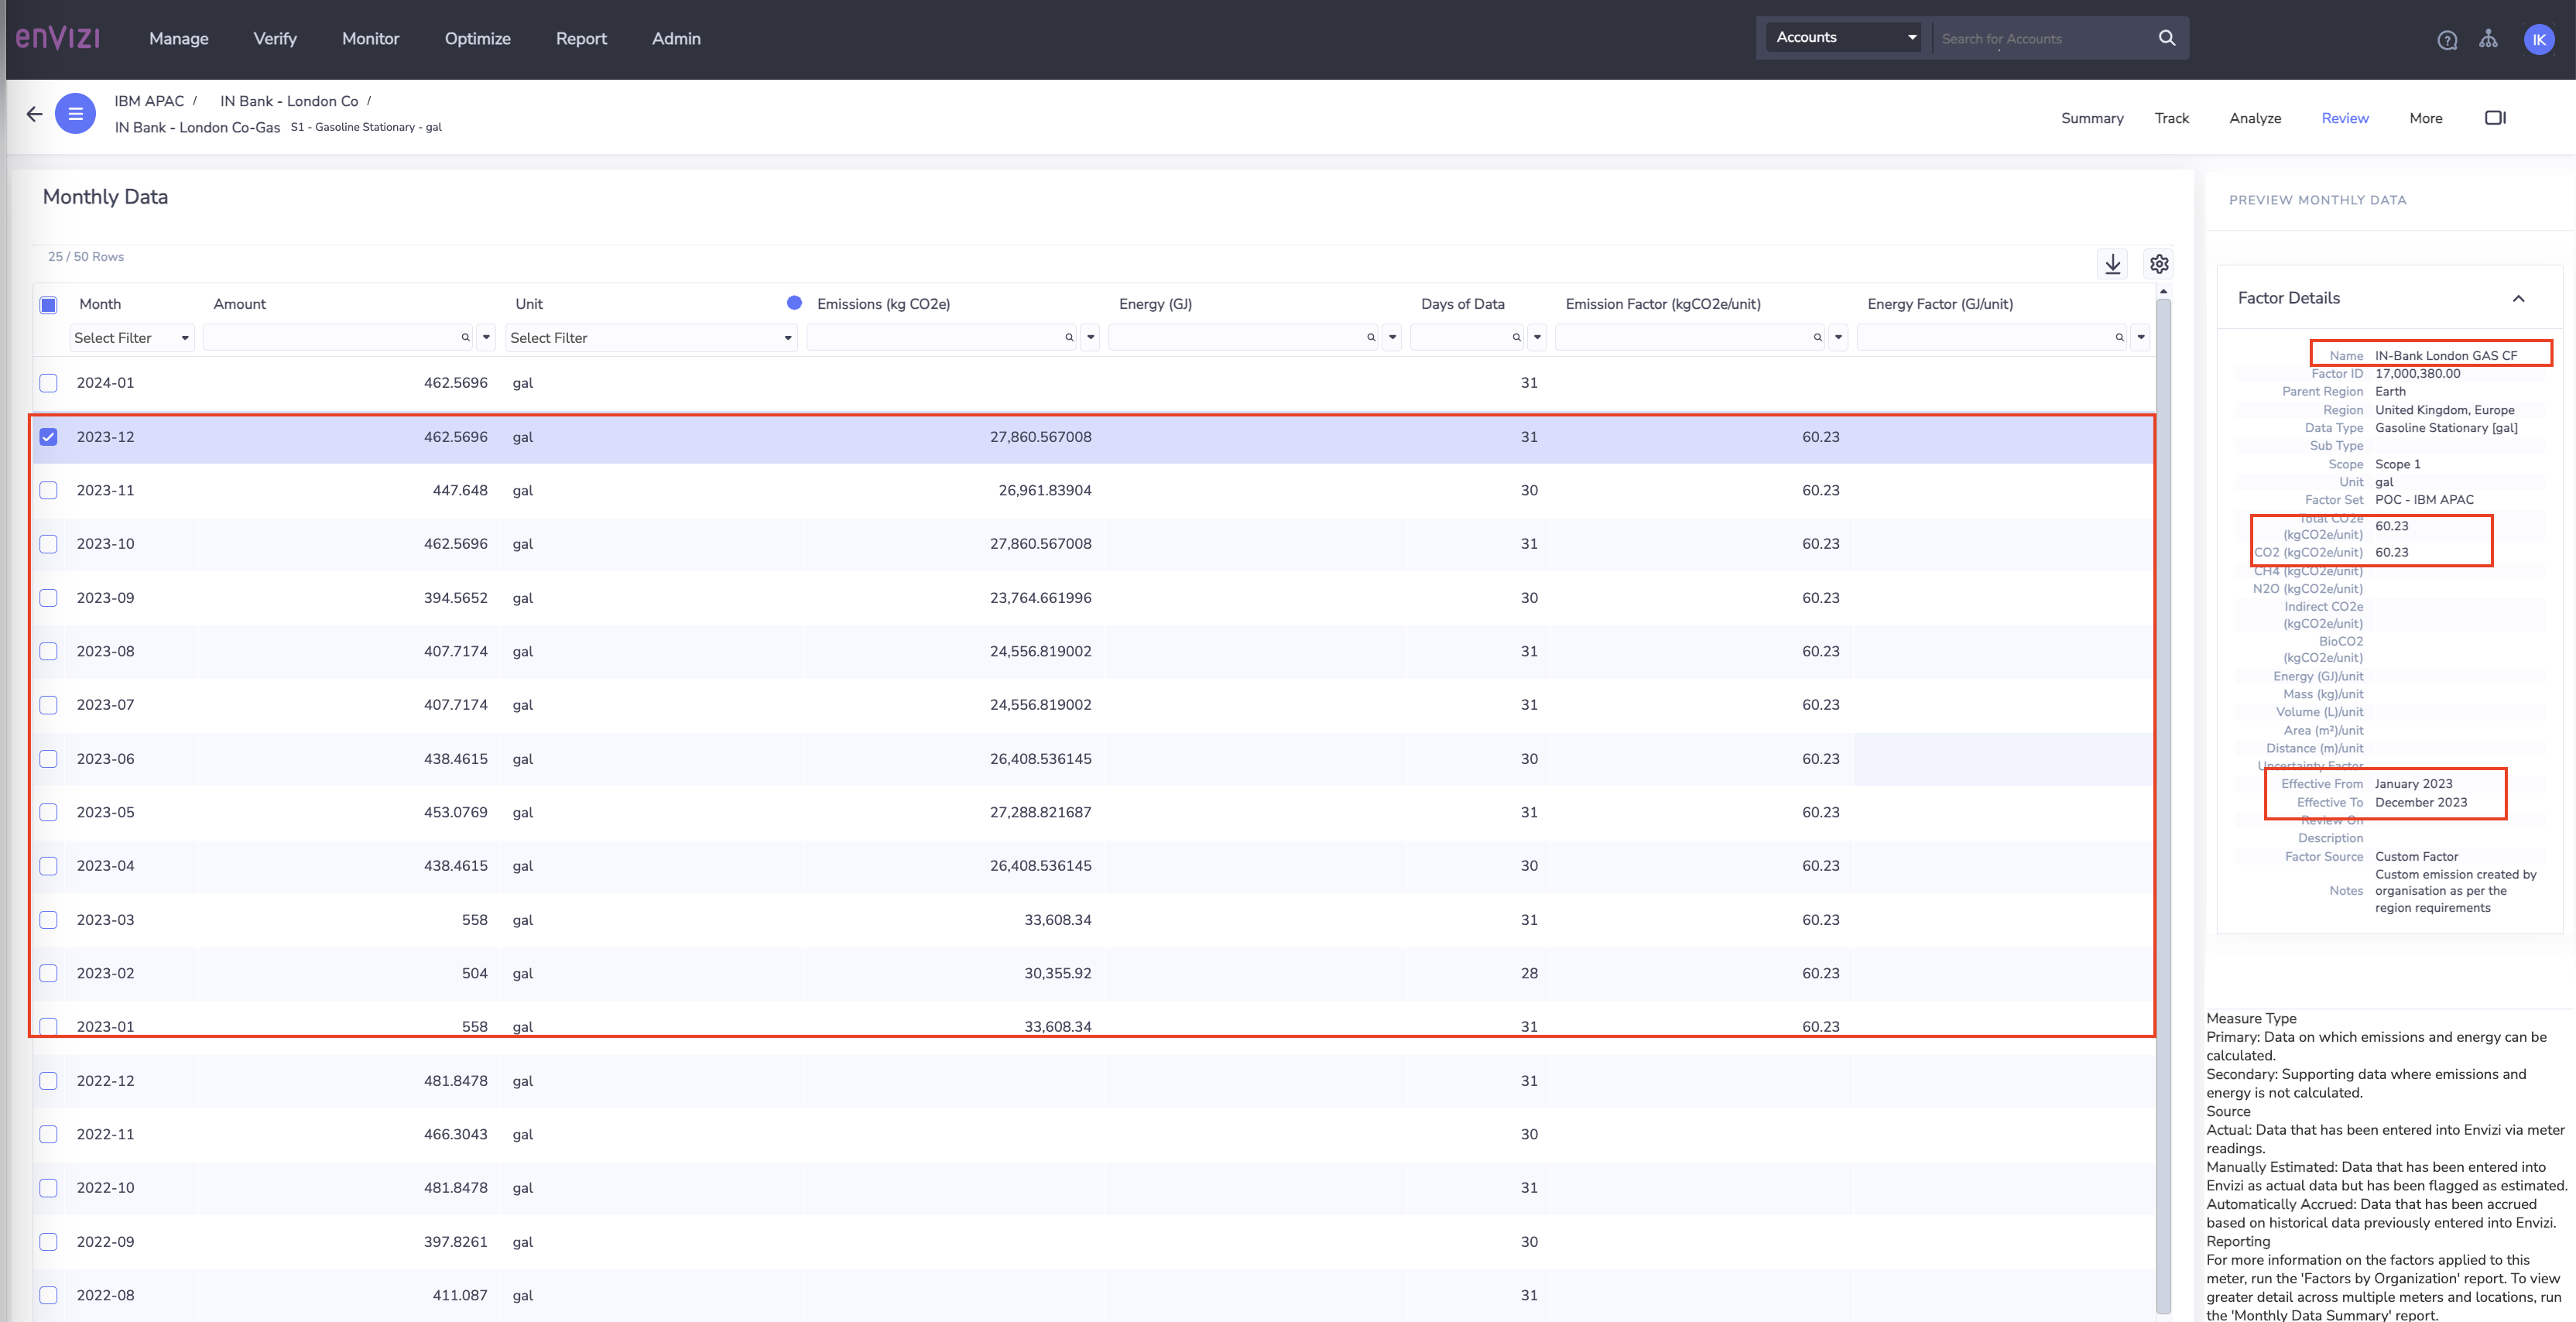 enVIZI Manage Verify Monitor Optimize Report Admin Accounts Search for Accounts IK
IBM APAC / IN Bank - London Co /
IN Bank - London Co-Gas S1 - Gasoline Stationary - gal
Summary Track Analyze Review More
Monthly Data
25 / 50 Rows
Month Amount Unit Emissions (kg CO2e) Energy (GJ) Days of Data Emission Factor (kgCO2e/unit) Energy Factor (GJ/unit)
Select Filter Select Filter
2024-01 462.5696 gal 31
2023-12 462.5696 gal 27,860.567008 31 60.23
2023-11 447.648 gal 26,961.83904 30 60.23
2023-10 462.5696 gal 27,860.567008 31 60.23
2023-09 394.5652 gal 23,764.661996 30 60.23
2023-08 407.7174 gal 24,556.819002 31 60.23
2023-07 407.7174 gal 24,556.819002 31 60.23
2023-06 438.4615 gal 26,408.536145 30 60.23
2023-05 453.0769 gal 27,288.821687 31 60.23
2023-04 438.4615 gal 26,408.536145 30 60.23
2023-03 558 gal 33,608.34 31 60.23
2023-02 504 gal 30,355.92 28 60.23
2023-01 558 gal 33,608.34 31 60.23
2022-12 481.8478 gal 31
2022-11 466.3043 gal 30
2022-10 481.8478 gal 31
2022-09 397.8261 gal 30
2022-08 411.087 gal 31
PREVIEW MONTHLY DATA
Factor Details
Name IN-Bank London GAS CF
Factor ID 17,000,380.00
Parent Region Earth
Region United Kingdom, Europe
Data Type Gasoline Stationary [gal]
Sub Type
Scope Scope 1
Unit gal
Factor Set POC - IBM APAC
Total CO2e
(kgCO2e/unit) 60.23
CO2 (kgCO2e/unit) 60.23
CH4 (kgCO2e/unit)
N2O (kgCO2e/unit)
Indirect CO2e
(kgCO2e/unit)
BioCO2
(kgCO2e/unit)
Energy (GJ)/unit
Mass (kg)/unit
Volume (L)/unit
Area (m²)/unit
Distance (m)/unit
Uncertainty Factor
Effective From January 2023
Effective To December 2023
Review On
Description
Factor Source Custom Factor
Notes Custom emission created by
organisation as per the
region requirements
Measure Type
Primary: Data on which emissions and energy can be
calculated.
Secondary: Supporting data where emissions and
energy is not calculated.
Source
Actual: Data that has been entered into Envizi via meter
readings.
Manually Estimated: Data that has been entered into
Envizi as actual data but has been flagged as estimated.
Automatically Accrued: Data that has been accrued
based on historical data previously entered into Envizi.
Reporting
For more information on the factors applied to this
meter, run the 'Factors by Organization' report. To view
greater detail across multiple meters and locations, run
the 'Monthly Data Summary' report.